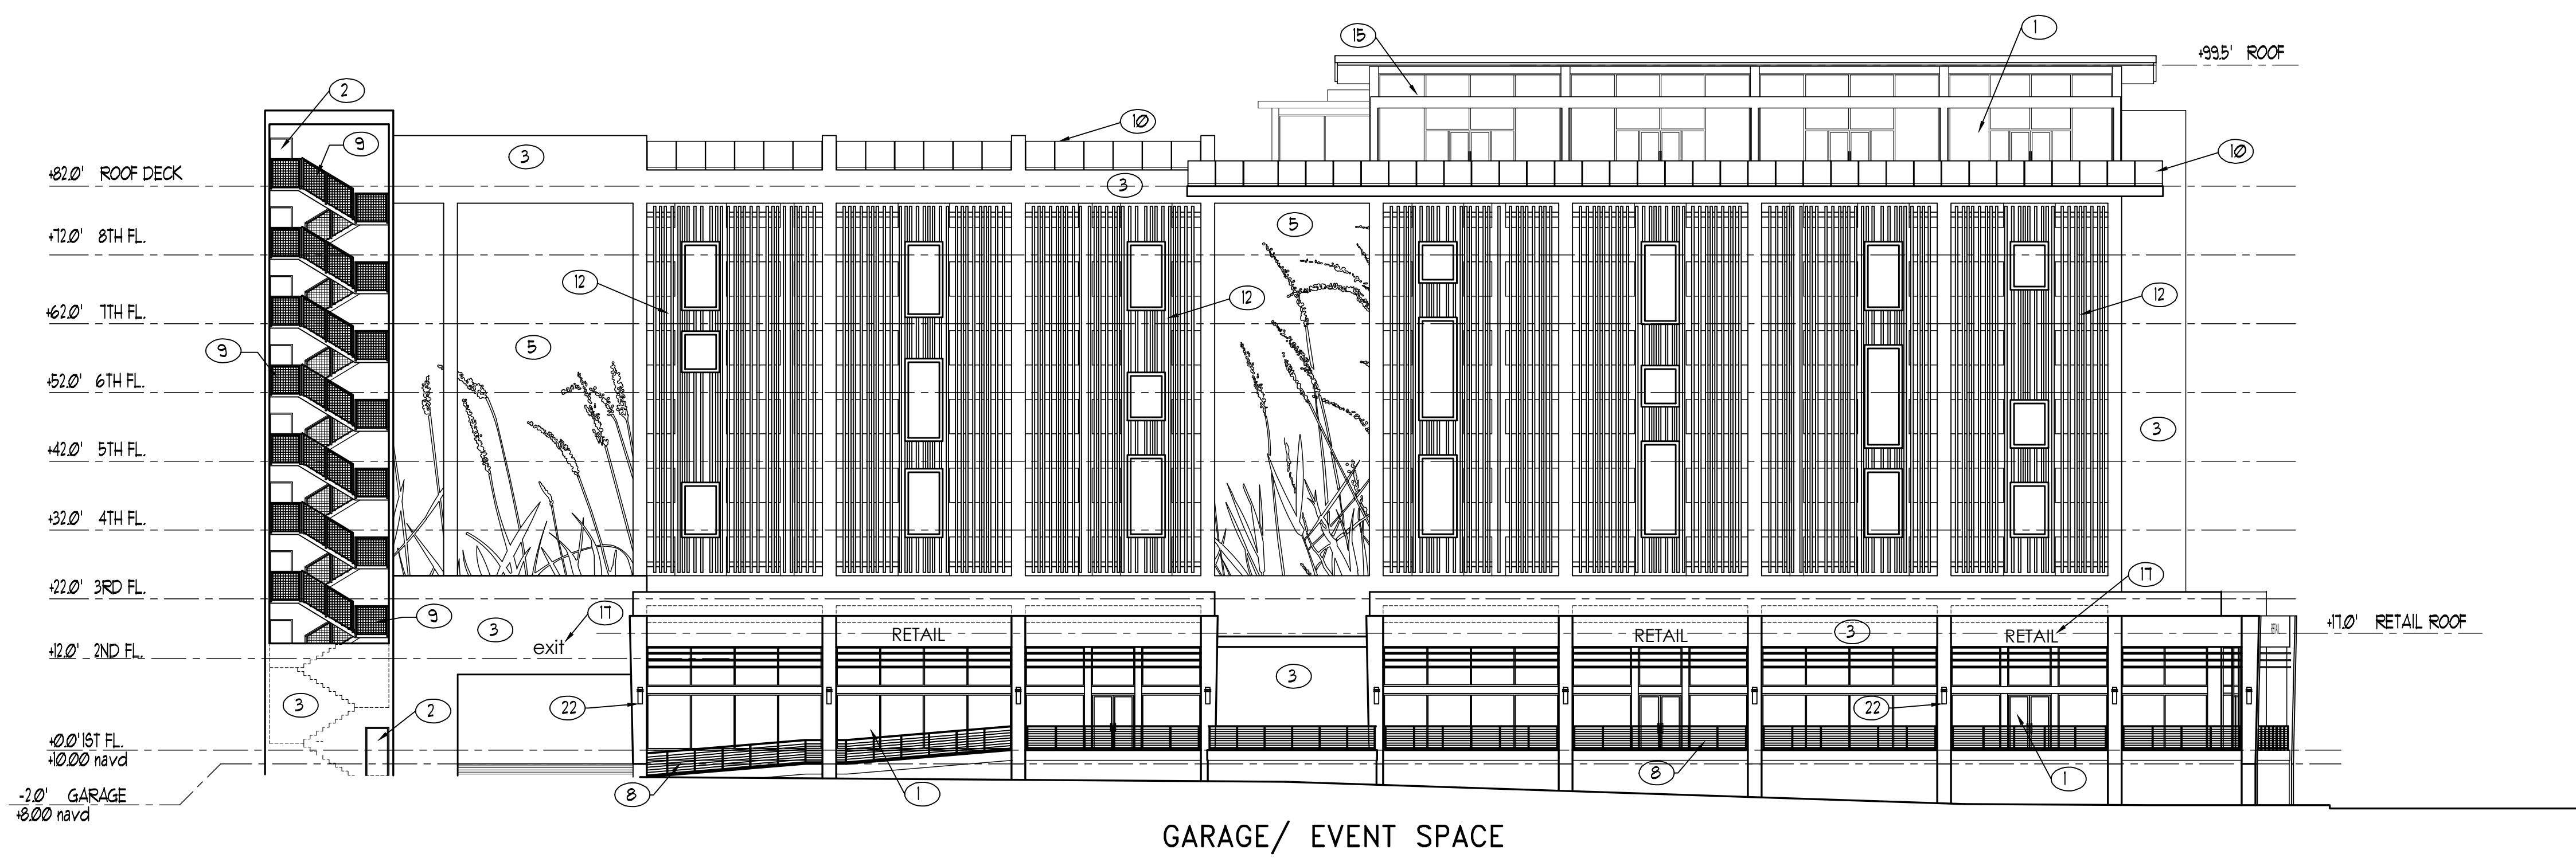 1
15
+99.5' ROOF
2
10
9
3
10
+82.0' ROOF DECK
3
5
+72.0' 8TH FL.
12
12
12
+62.0' 7TH FL.
5
9
+52.0' 6TH FL.
3
+42.0' 5TH FL.
+32.0' 4TH FL.
17
+22.0' 3RD FL.
17
9
3
+17.0' RETAIL ROOF
RETAIL
RETAIL
3
RETAIL
exit
+12.0' 2ND FL.
3
3
22
22
2
+0.0' 1ST FL.
+10.00 navd
8
1
8
1
-2.0' GARAGE
+8.00 navd
GARAGE/ EVENT SPACE